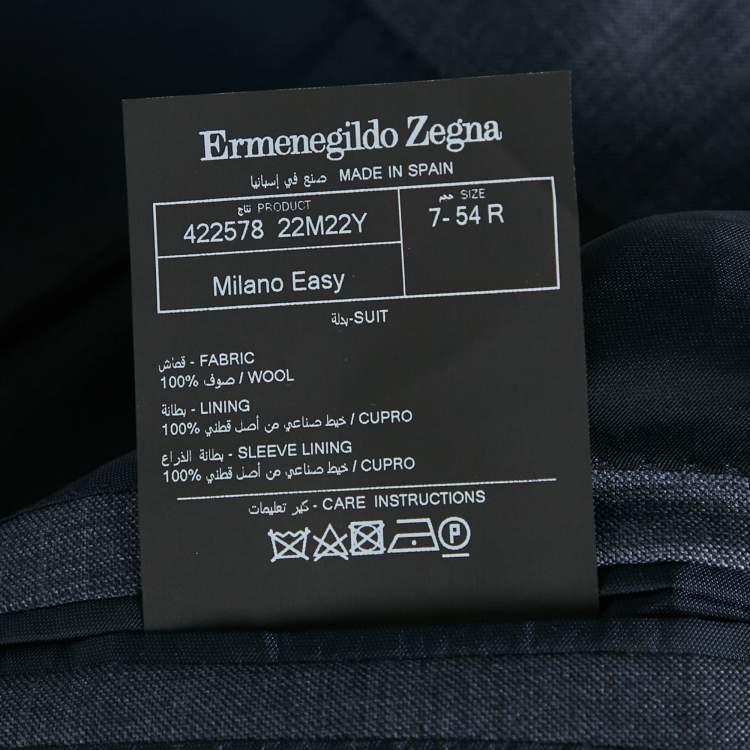 Ermenegildo Zegna
صنع في إسبانيا MADE IN SPAIN
نتاج PRODUCT
422578 22M22Y
حجم SIZE
7- 54 R
Milano Easy
بدلة-SUIT
قماش - FABRIC
100% صوف / WOOL
بطانة - LINING
100% خيط صناعي من أصل قطني / CUPRO
بطانة الذراع - SLEEVE LINING
100% خيط صناعي من أصل قطني / CUPRO
كير تعليمات - CARE INSTRUCTIONS
P